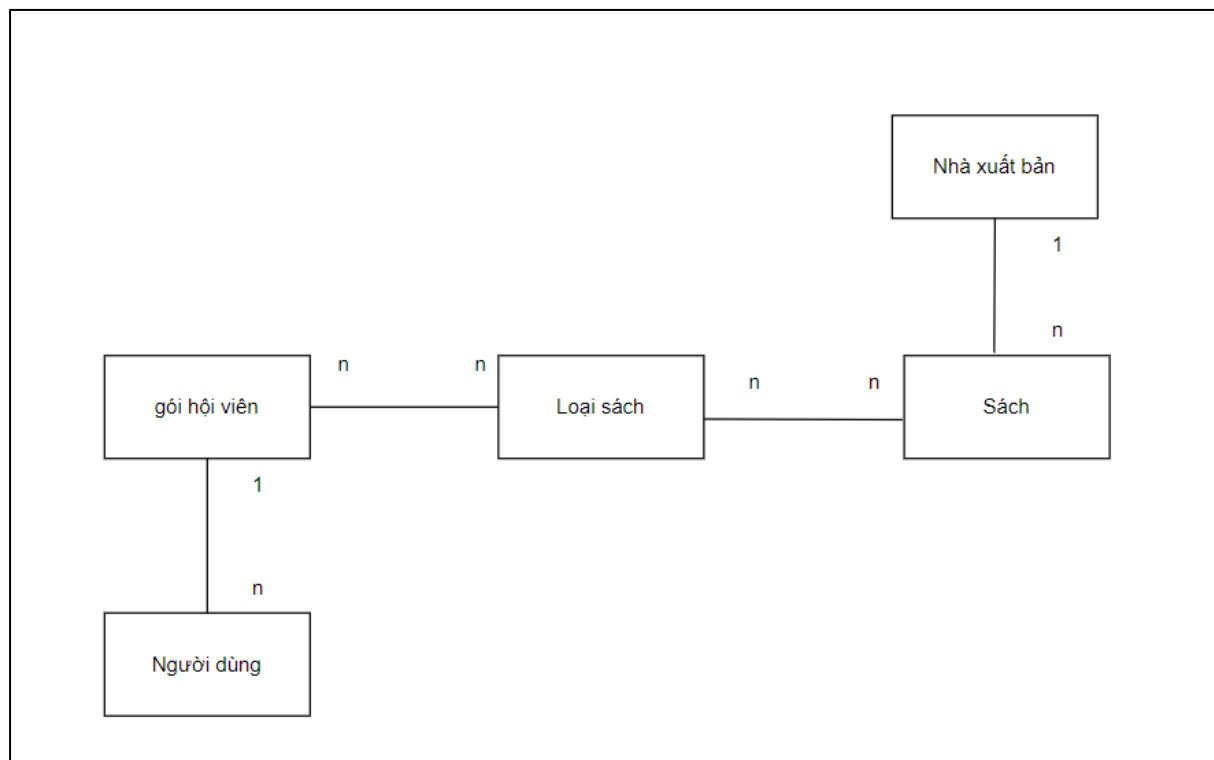 Nhà xuất bản
1
n
n n
n n
gói hội viên
Loại sách
Sách
1
n
Người dùng